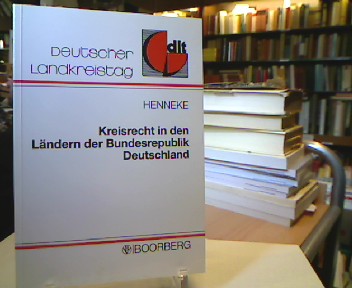 Deutscher
Landkreistag
dlt
HENNEKE
Kreisrecht in den
Ländern der Bundesrepublik
Deutschland
BOORBERG